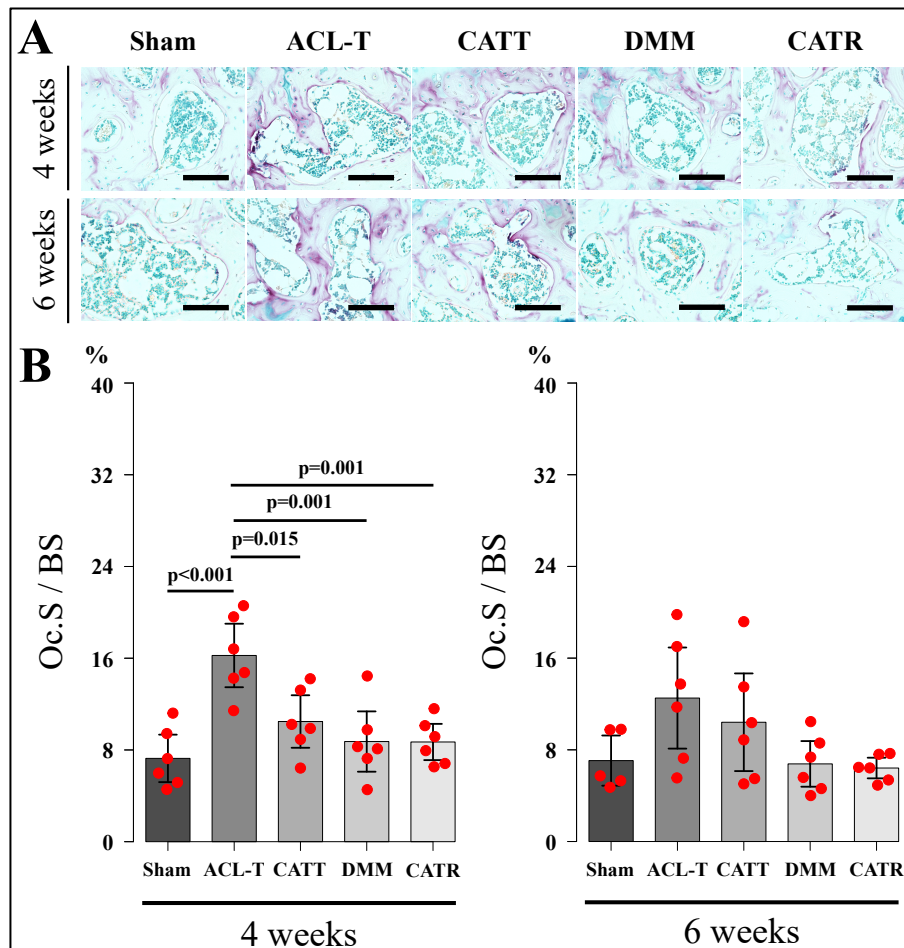 A
Sham ACL-T CATT DMM CATR
4 weeks
6 weeks
B
%
40
32
24
16
8
0
Oc.S / BS
p=0.001
p=0.001
p=0.015
p<0.001
Sham ACL-T CATT DMM CATR
4 weeks
%
40
32
24
16
8
0
Oc.S / BS
Sham ACL-T CATT DMM CATR
6 weeks